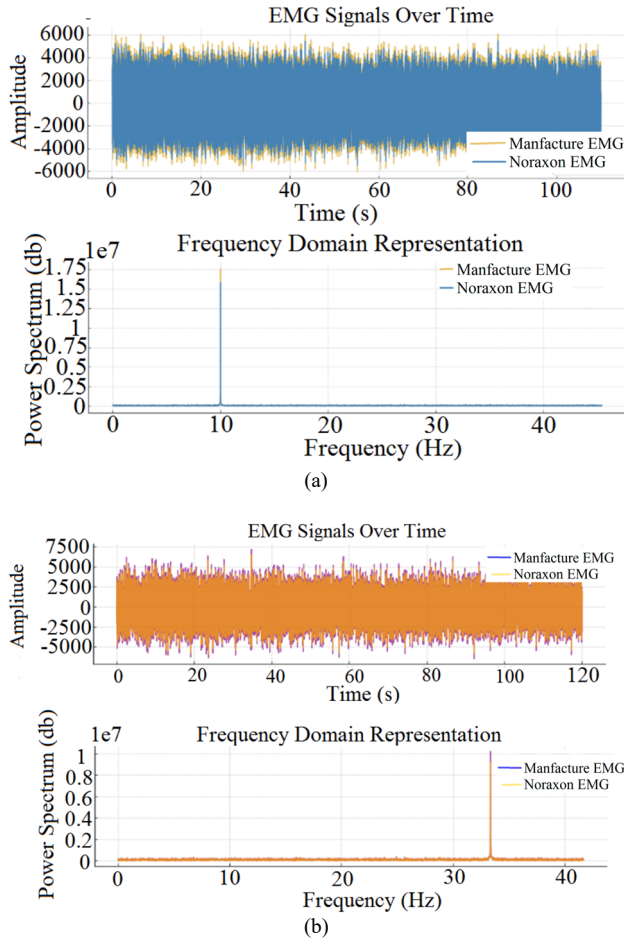 EMG Signals Over Time
6000
4000
2000
0
-2000
-4000
-6000
Amplitude
Manfacture EMG
Noraxon EMG
0 20 40 60 80 100
Time (s)
1e7
Frequency Domain Representation
Power Spectrum (db)
1.75
1.5
1.25
1
0.75
0.5
0.25
0
Manfacture EMG
Noraxon EMG
0 10 20 30 40
Frequency (Hz)
(a)
EMG Signals Over Time
7500
5000
2500
0
-2500
-5000
Amplitude
Manfacture EMG
Noraxon EMG
0 20 40 60 80 100 120
Time (s)
1e7
Frequency Domain Representation
Power Spectrum (db)
1
0.8
0.6
0.4
0.2
0
Manfacture EMG
Noraxon EMG
0 10 20 30 40
Frequency (Hz)
(b)